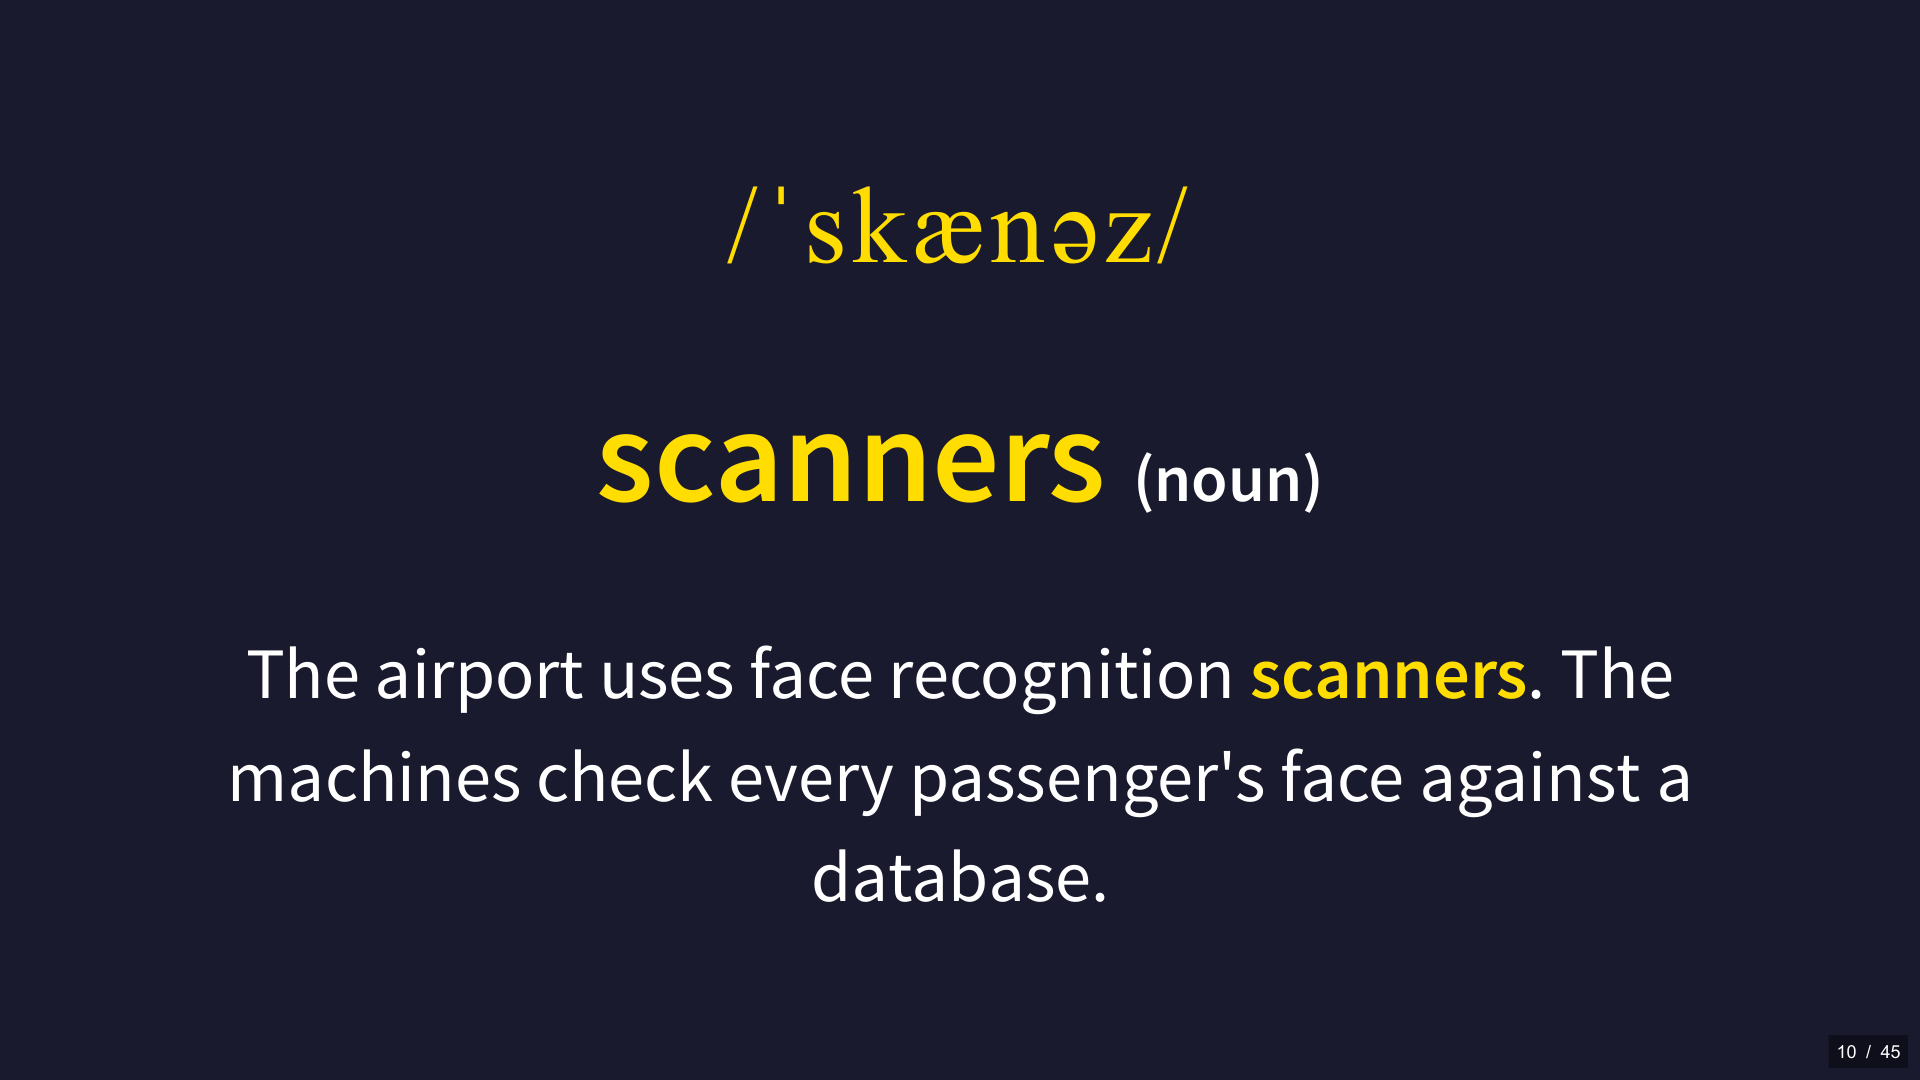 /ˈskænəz/
scanners (noun)
The airport uses face recognition scanners. The
machines check every passenger's face against a
database.
10 / 45